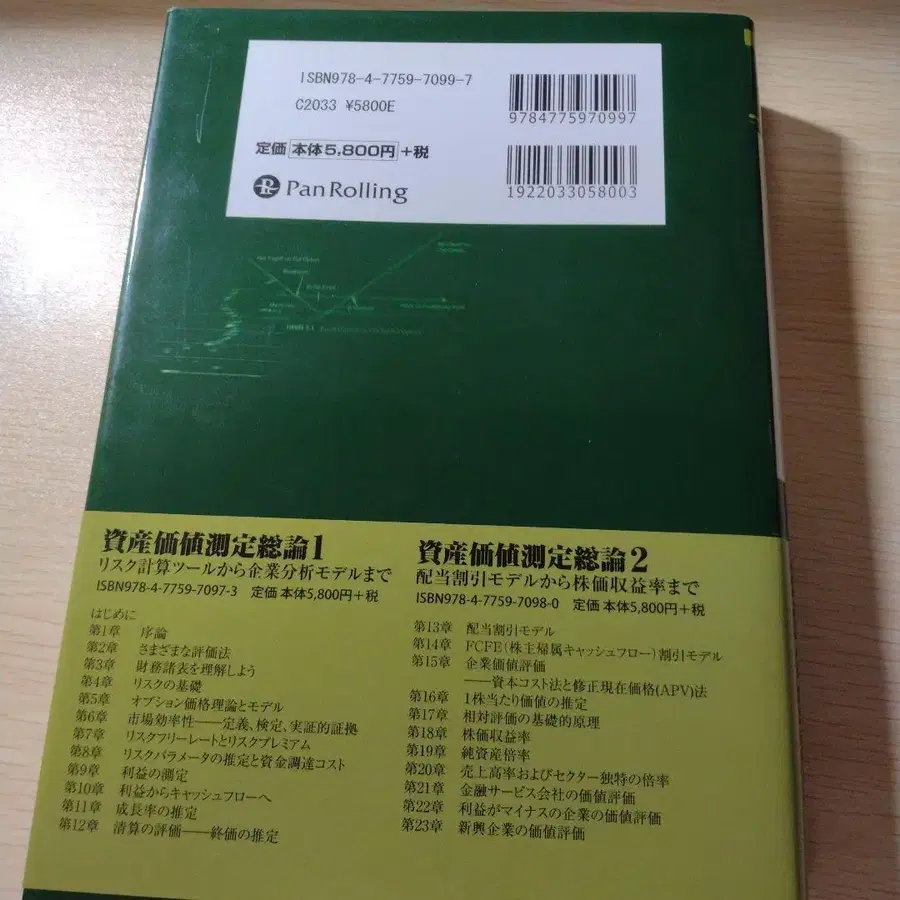 ISBN978-4-7759-7099-7
C2033 ¥5800E
定価 本体5,800円 +税
PanRolling
9784775970997
1922033058003
資産価値測定総論1
リスク計算ツールから企業分析モデルまで
ISBN978-4-7759-7097-3 定価 本体5,800円+税
はじめに
第1章 序論
第2章 さまざまな評価法
第3章 財務諸表を理解しよう
第4章 リスクの基礎
第5章 オプション価格理論とモデル
第6章 市場効率性――定義、検定、実証的証拠
第7章 リスクフリーレートとリスクプレミアム
第8章 リスクパラメータの推定と資金調達コスト
第9章 利益の測定
第10章 利益からキャッシュフローへ
第11章 成長率の推定
第12章 清算の評価――終価の推定
資産価値測定総論2
配当割引モデルから株価収益率まで
ISBN978-4-7759-7098-0 定価 本体5,800円+税
第13章 配当割引モデル
第14章 FCFE(株主帰属キャッシュフロー)割引モデル
第15章 企業価値評価
――資本コスト法と修正現在価格(APV)法
第16章 1株当たり価値の推定
第17章 相対評価の基礎的原理
第18章 株価収益率
第19章 純資産倍率
第20章 売上高率およびセクター独特の倍率
第21章 金融サービス会社の価値評価
第22章 利益がマイナスの企業の価値評価
第23章 新興企業の価値評価